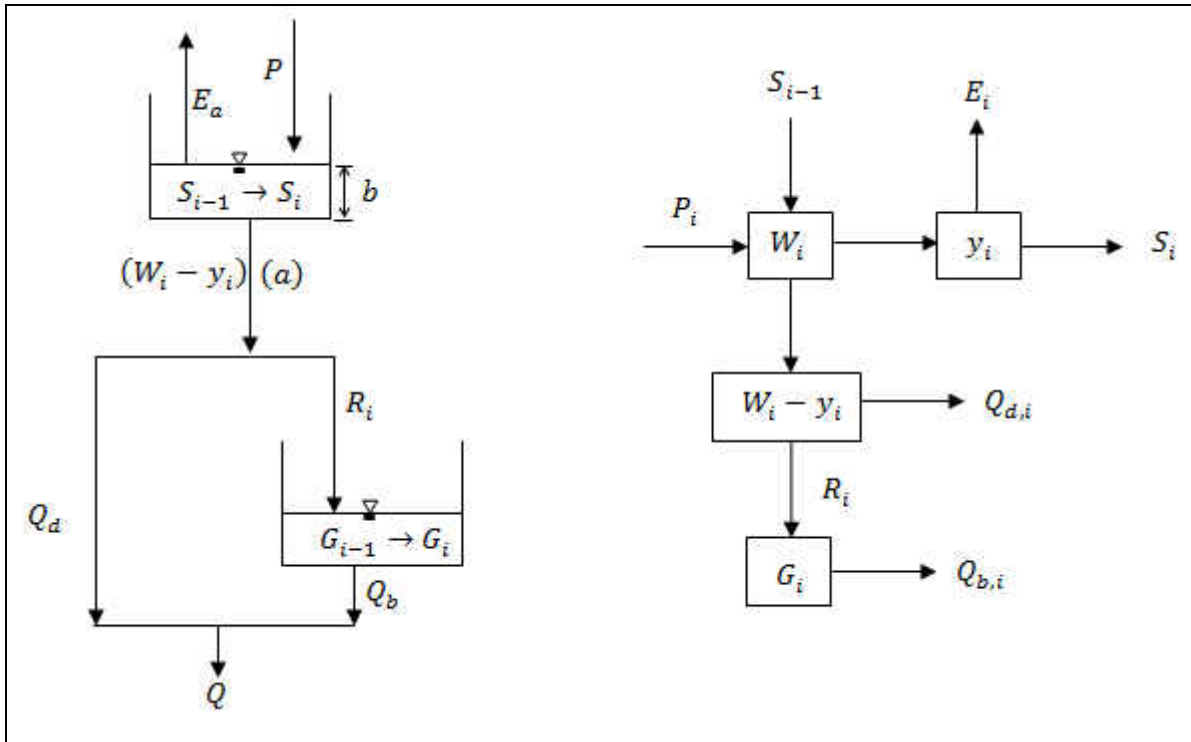 P
E_a
S_{i-1} → S_i
b
(W_i − y_i) (a)
R_i
Q_d
G_{i-1} → G_i
Q_b
Q
S_{i-1}
E_i
P_i
W_i
y_i
S_i
W_i − y_i
Q_{d,i}
R_i
G_i
Q_{b,i}